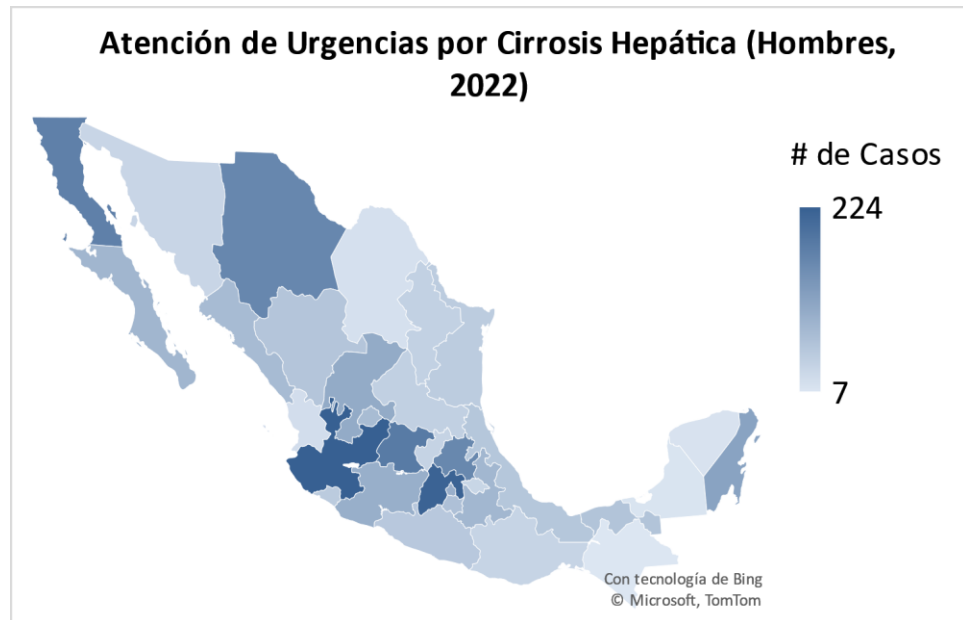 Atención de Urgencias por Cirrosis Hepática (Hombres,
2022)
# de Casos
224
7
Con tecnología de Bing
© Microsoft, TomTom